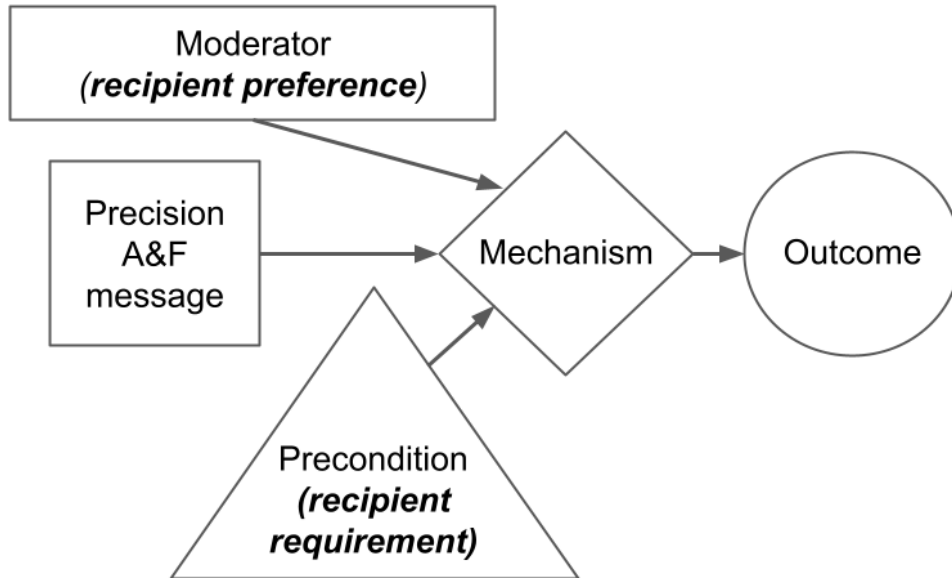 Moderator
(recipient preference)
Precision
A&F
message
Mechanism
Outcome
Precondition
(recipient
requirement)